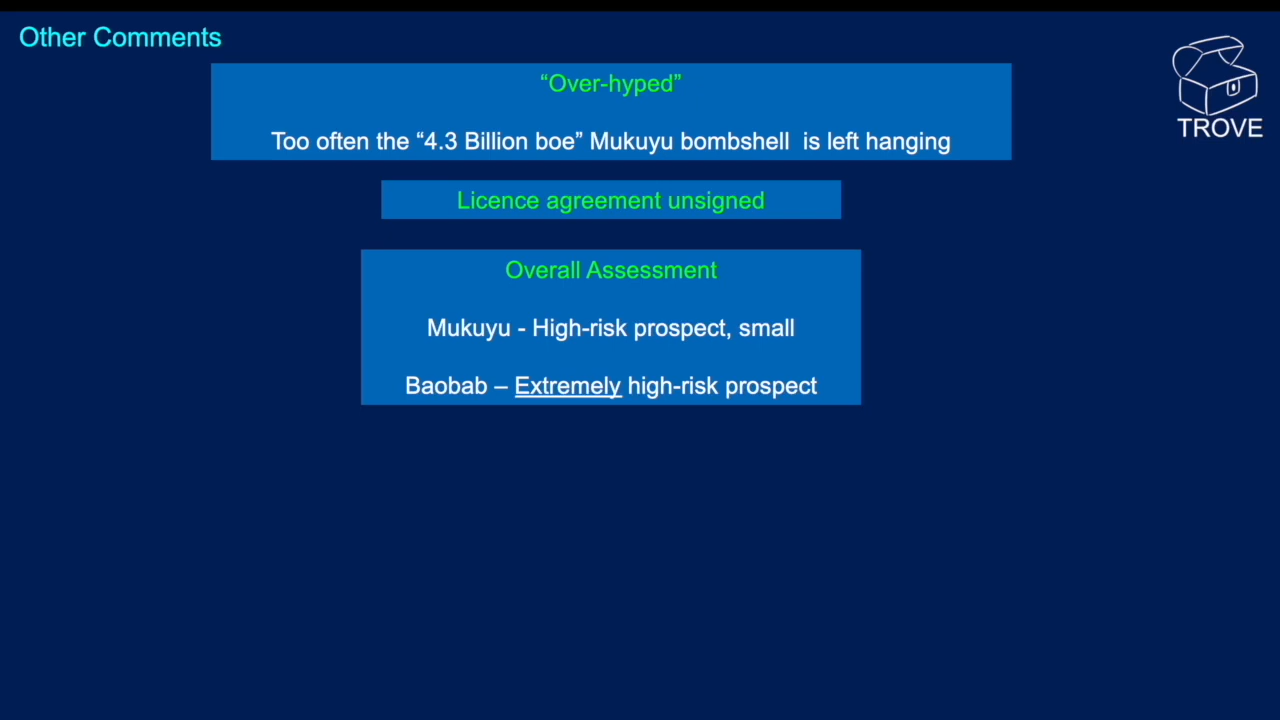 Other Comments
TROVE
“Over-hyped”
Too often the “4.3 Billion boe” Mukuyu bombshell  is left hanging
Licence agreement unsigned
Overall Assessment
Mukuyu - High-risk prospect, small
Baobab – Extremely high-risk prospect